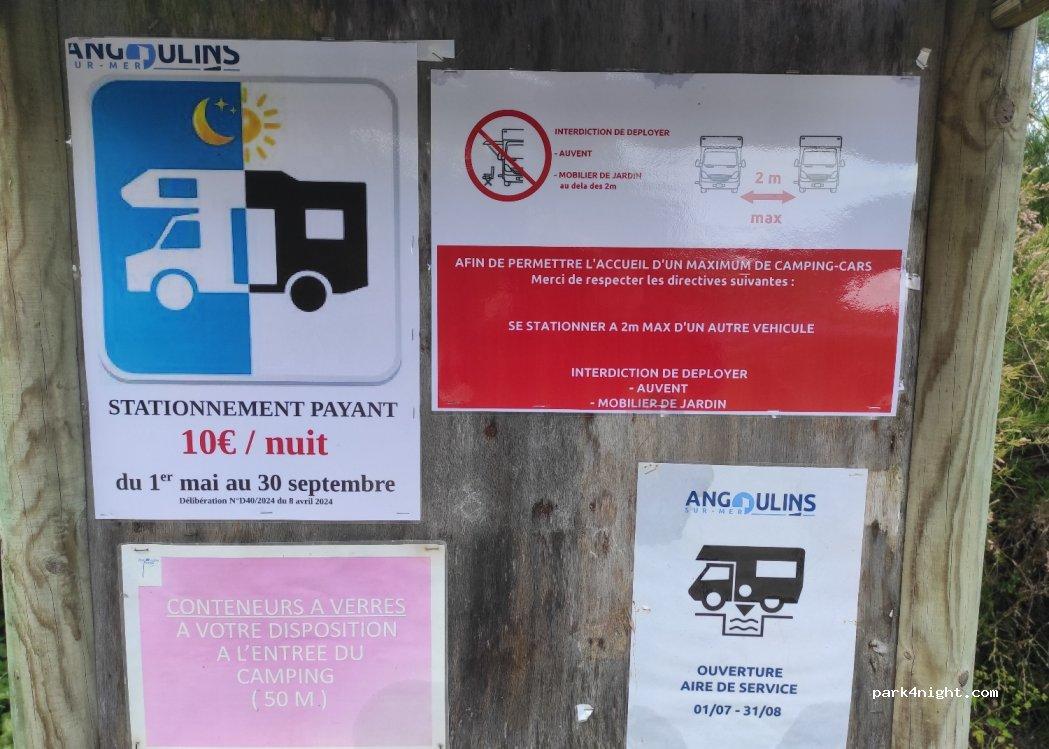 ANGOULINS
SUR-MER
STATIONNEMENT PAYANT
10€ / nuit
du 1er mai au 30 septembre
Délibération N°D40/2024 du 8 avril 2024
INTERDICTION DE DEPLOYER
- AUVENT
- MOBILIER DE JARDIN
au dela des 2m
2 m
max
AFIN DE PERMETTRE L'ACCUEIL D'UN MAXIMUM DE CAMPING-CARS
Merci de respecter les directives suivantes :
SE STATIONNER A 2m MAX D'UN AUTRE VEHICULE
INTERDICTION DE DEPLOYER
- AUVENT
- MOBILIER DE JARDIN
CONTENEURS A VERRES
A VOTRE DISPOSITION
A L'ENTREE DU
CAMPING
( 50 M )
ANGOULINS
SUR-MER
OUVERTURE
AIRE DE SERVICE
01/07 - 31/08
park4night.com